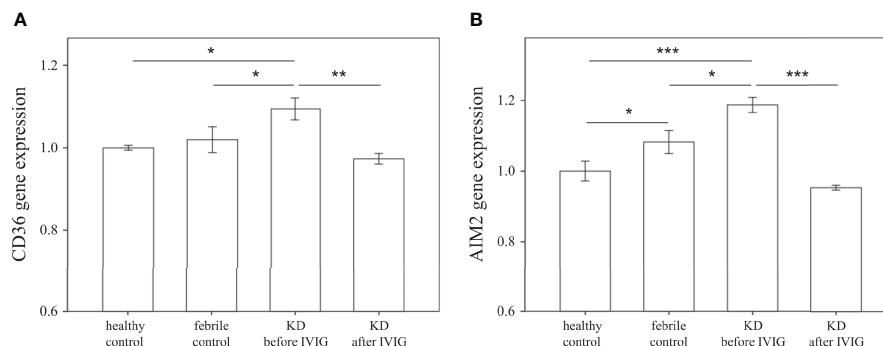 A
CD36 gene expression
1.2
1.0
0.8
0.6
*
*
**
healthy control
febrile control
KD before IVIG
KD after IVIG
B
AIM2 gene expression
1.2
1.0
0.8
0.6
***
*
***
*
healthy control
febrile control
KD before IVIG
KD after IVIG